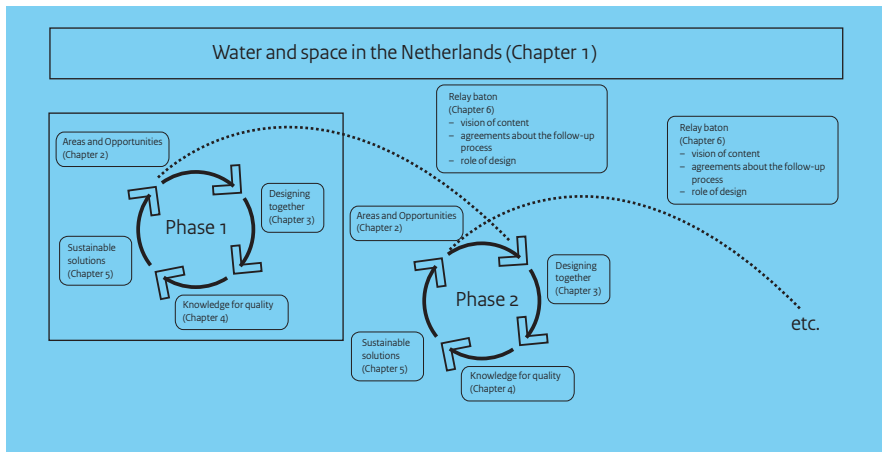 Water and space in the Netherlands (Chapter 1)
Relay baton
(Chapter 6)
– vision of content
– agreements about the follow-up
process
– role of design
Relay baton
(Chapter 6)
– vision of content
– agreements about the follow-up
process
– role of design
Areas and Opportunities
(Chapter 2)
Designing
together
(Chapter 3)
Phase 1
Sustainable
solutions
(Chapter 5)
Knowledge for quality
(Chapter 4)
Areas and Opportunities
(Chapter 2)
Designing
together
(Chapter 3)
Phase 2
Sustainable
solutions
(Chapter 5)
Knowledge for quality
(Chapter 4)
etc.